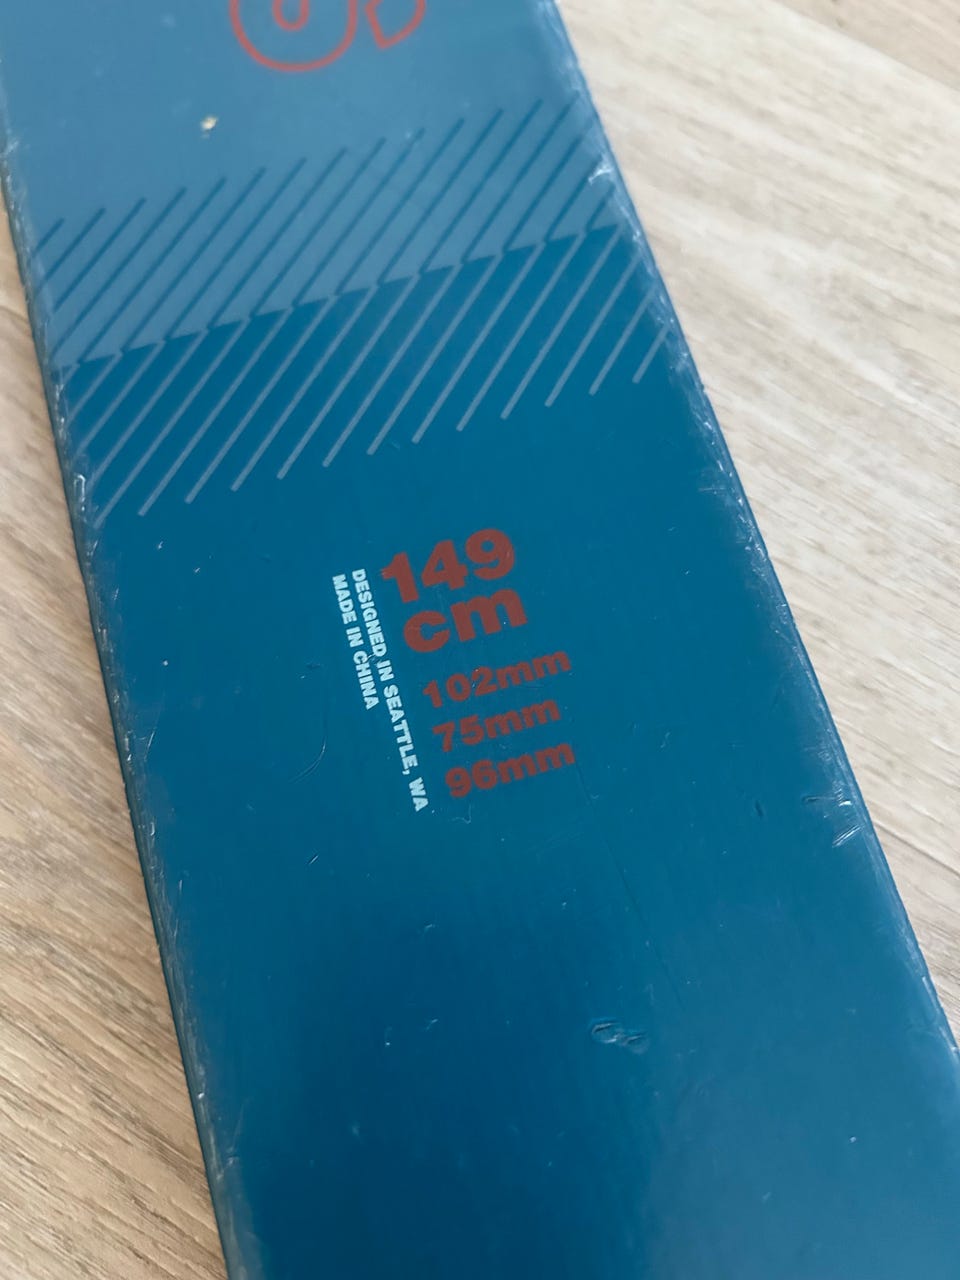 149
cm
102mm
75mm
96mm
DESIGNED IN SEATTLE, WA
MADE IN CHINA